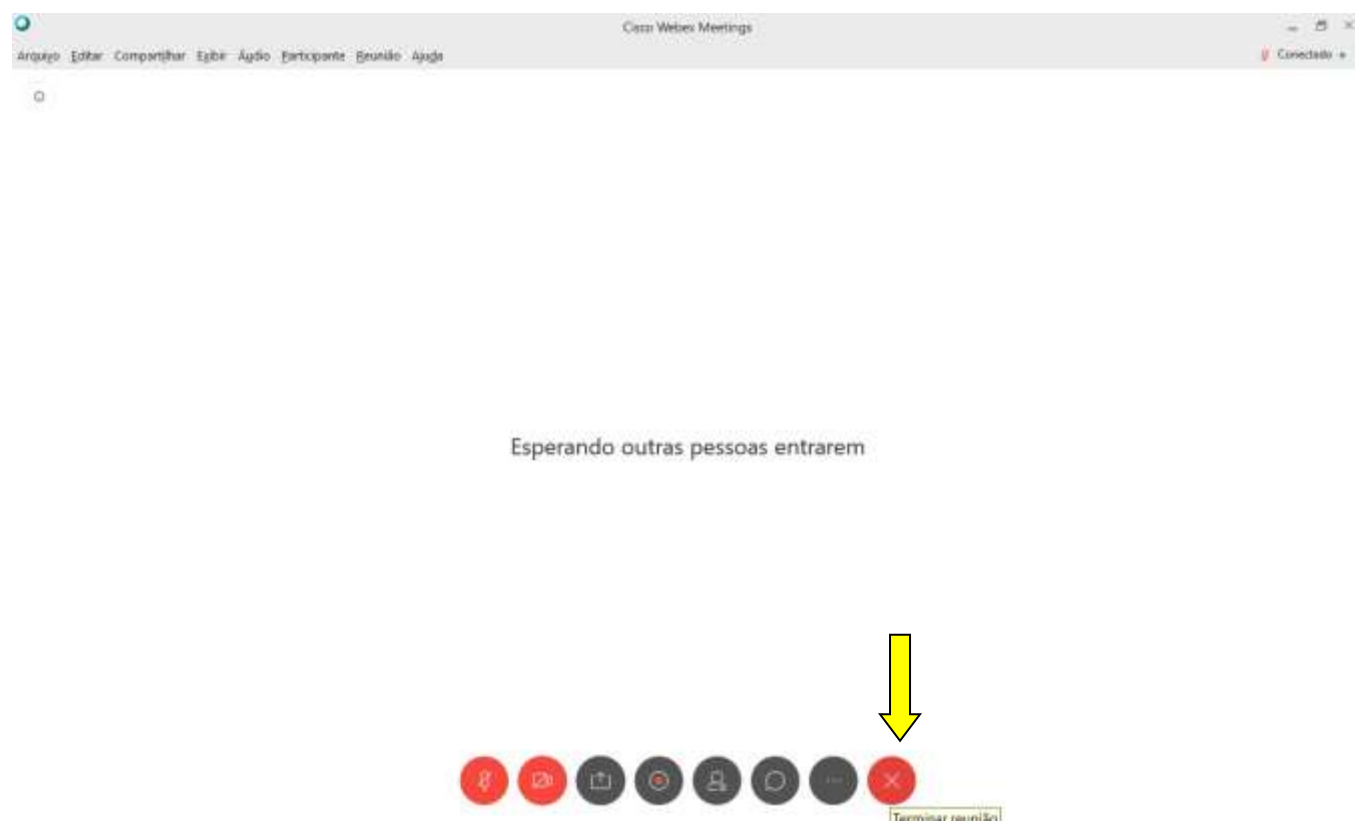 Cisco Webex Meetings
Arquivo Editar Compartilhar Exibir Áudio Participante Reunião Ajuda
Conectado
Esperando outras pessoas entrarem
Terminar reunião